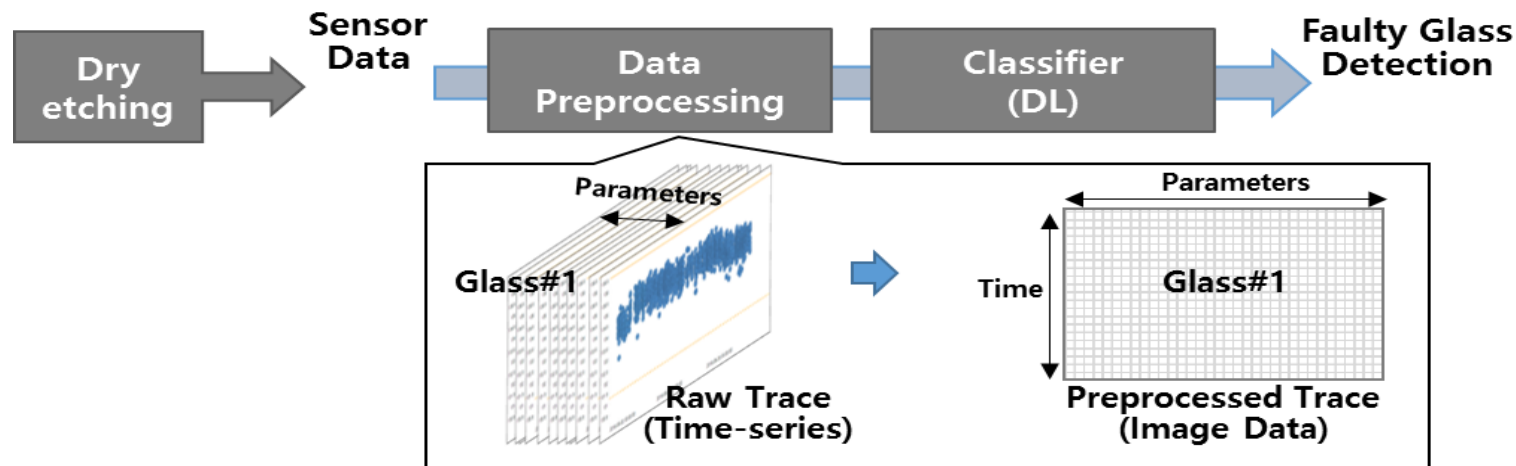 Dry
etching
Sensor
Data
Data
Preprocessing
Classifier
(DL)
Faulty Glass
Detection
Parameters
Glass#1
Raw Trace
(Time-series)
Parameters
Time
Glass#1
Preprocessed Trace
(Image Data)